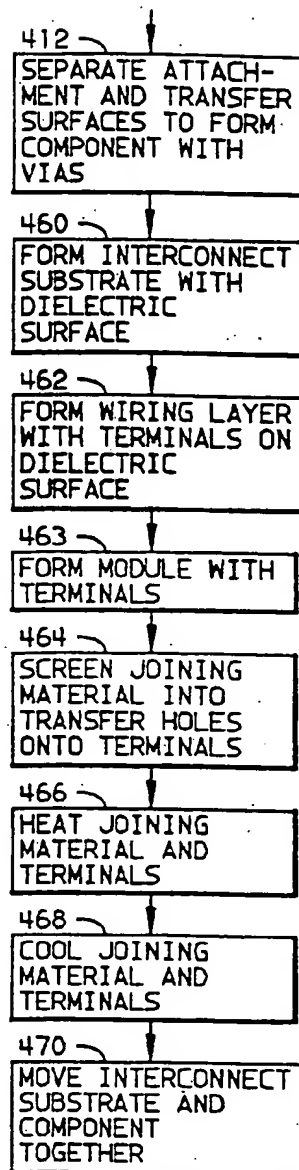 412
SEPARATE ATTACH-
MENT AND TRANSFER
SURFACES TO FORM
COMPONENT WITH
VIAS
460
FORM INTERCONNECT
SUBSTRATE WITH
DIELECTRIC
SURFACE
462
FORM WIRING LAYER
WITH TERMINALS ON
DIELECTRIC
SURFACE
463
FORM MODULE WITH
TERMINALS
464
SCREEN JOINING
MATERIAL INTO
TRANSFER HOLES
ONTO TERMINALS
466
HEAT JOINING
MATERIAL AND
TERMINALS
468
COOL JOINING
MATERIAL AND
TERMINALS
470
MOVE INTERCONNECT
SUBSTRATE AND
COMPONENT
TOGETHER